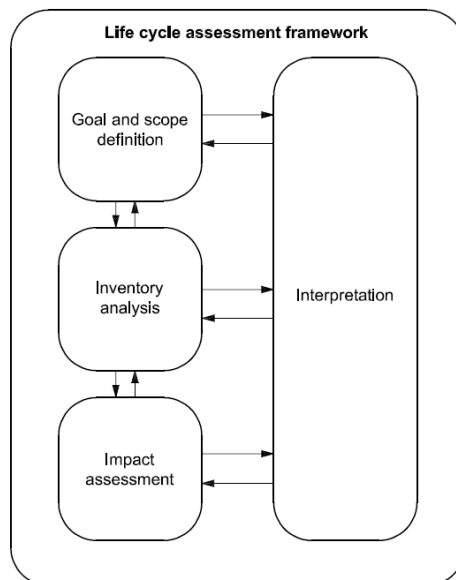 Life cycle assessment framework
Goal and scope
definition
Inventory
analysis
Interpretation
Impact
assessment